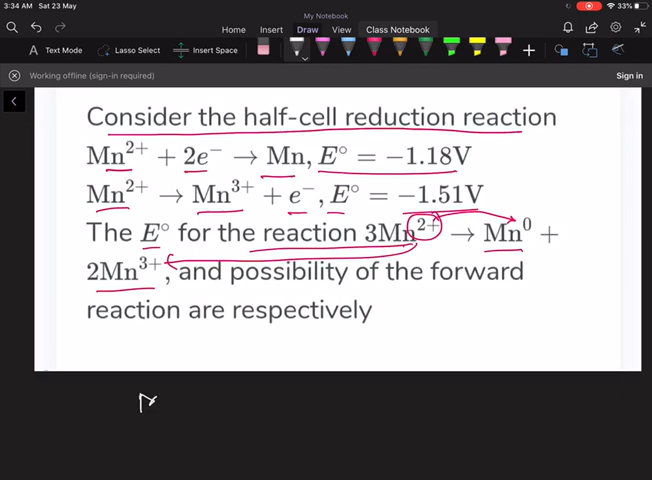 3:34 AM Sat 23 May
33%
My Notebook
Home Insert Draw View Class Notebook
A Text Mode Lasso Select Insert Space
Working offline (sign-in required) Sign in
Consider the half-cell reduction reaction
Mn²⁺ + 2e⁻ → Mn, E° = −1.18V
Mn²⁺ → Mn³⁺ + e⁻, E° = −1.51V
The E° for the reaction 3Mn²⁺ → Mn⁰ +
2Mn³⁺, and possibility of the forward
reaction are respectively